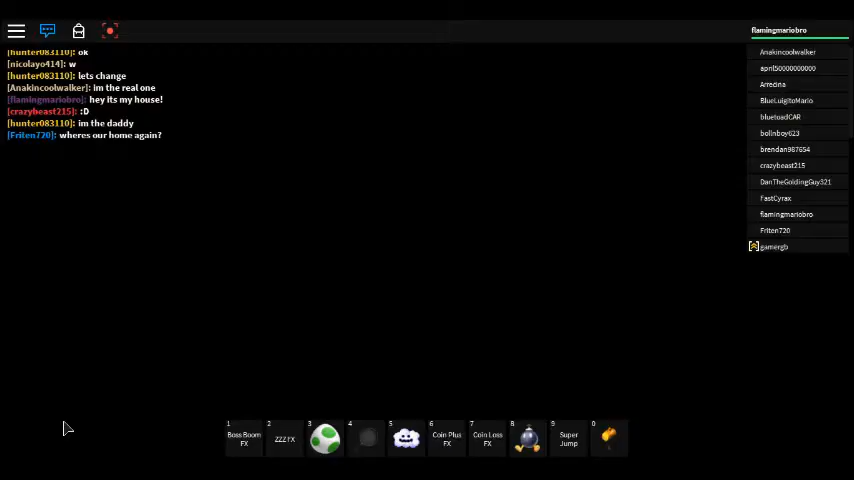 flamingmariobro
[hunter083110]: ok
[nicolayo414]: w
[hunter083110]: lets change
[Anakincoolwalker]: im the real one
[flamingmariobro]: hey its my house!
[crazybeast215]: :D
[hunter083110]: im the daddy
[Friten720]: wheres our home again?
Anakincoolwalker
april50000000000
Arrecina
BlueLuigitoMario
bluetoadCAR
bollnboy623
brendan987654
crazybeast215
DanTheGoldingGuy321
FastCyrax
flamingmariobro
Friten720
gamergb
1
Boss Boom
FX
2
ZZZ FX
3
4
5
6
Coin Plus
FX
7
Coin Loss
FX
8
9
Super
Jump
0